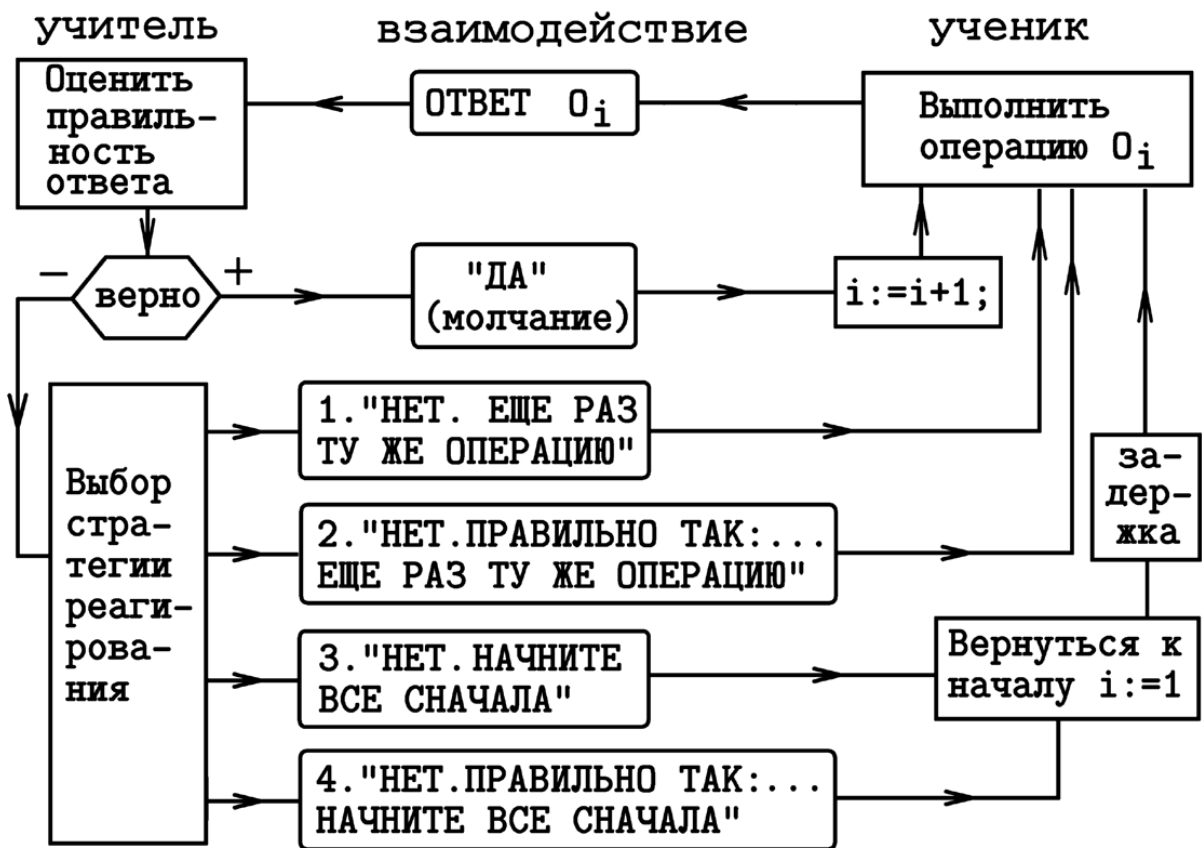 учитель взаимодействие ученик
Оценить
правиль-
ность
ответа
ОТВЕТ Oi
Выполнить
операцию Oi
- верно +
"ДА"
(молчание)
i:=i+1;
Выбор
стра-
тегии
реаги-
рова-
ния
1."НЕТ. ЕЩЕ РАЗ
ТУ ЖЕ ОПЕРАЦИЮ"
2."НЕТ.ПРАВИЛЬНО ТАК:...
ЕЩЕ РАЗ ТУ ЖЕ ОПЕРАЦИЮ"
3."НЕТ.НАЧНИТЕ
ВСЕ СНАЧАЛА"
4."НЕТ.ПРАВИЛЬНО ТАК:...
НАЧНИТЕ ВСЕ СНАЧАЛА"
за-
дер-
жка
Вернуться к
началу i:=1